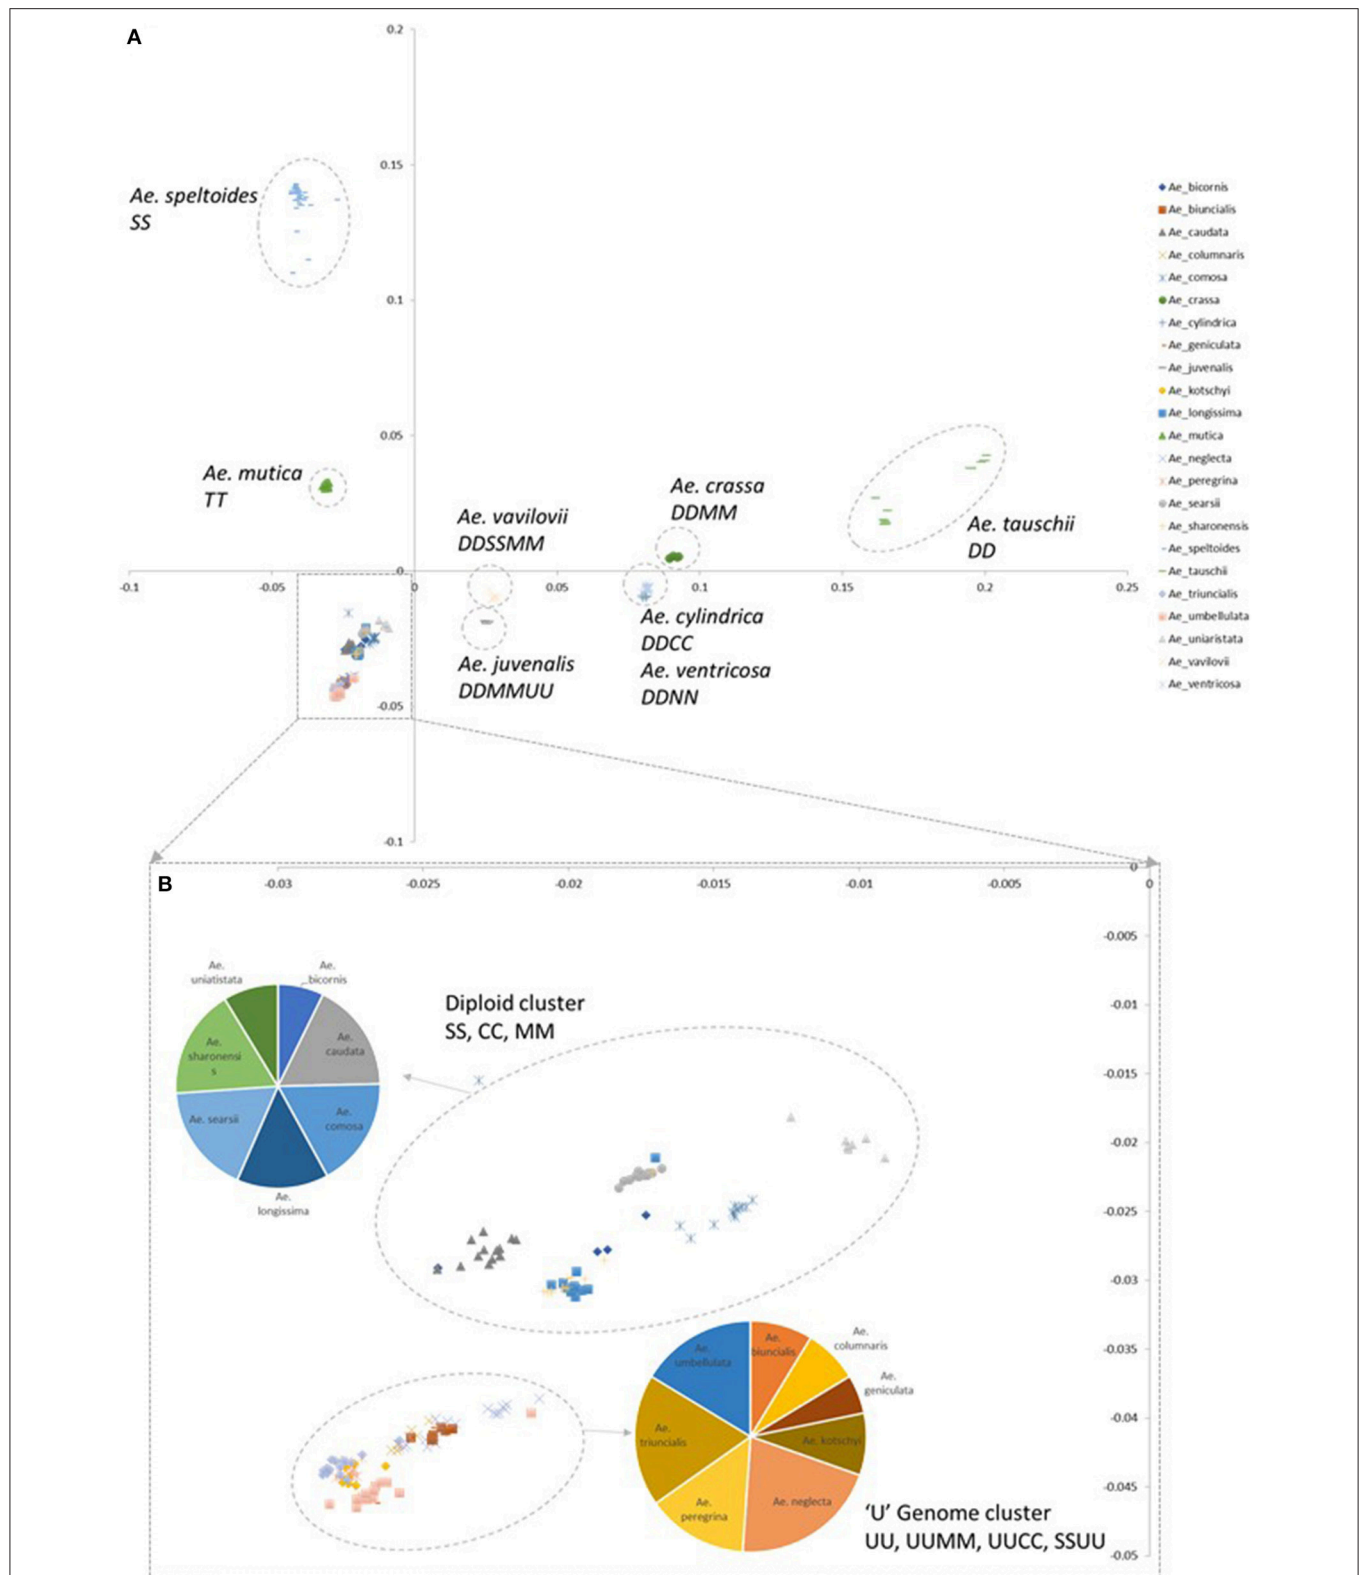 A
0.2
0.15
Ae. speltoides
SS
0.1
0.05
Ae. mutica
TT
Ae. vavilovii
DDSSMM
Ae. crassa
DDMM
Ae. tauschii
DD
0
-0.1
-0.05
0
0.05
0.1
0.15
0.2
0.25
Ae. cylindrica
DDCC
Ae. ventricosa
DDNN
Ae. juvenalis
DDMMUU
-0.05
-0.1
Ae_bicornis
Ae_biuncialis
Ae_caudata
Ae_columnaris
Ae_comosa
Ae_crassa
Ae_cylindrica
Ae_geniculata
Ae_juvenalis
Ae_kotschyi
Ae_longissima
Ae_mutica
Ae_neglecta
Ae_peregrina
Ae_searsii
Ae_sharonensis
Ae_speltoides
Ae_tauschii
Ae_triuncialis
Ae_umbellulata
Ae_uniaristata
Ae_vavilovii
Ae_ventricosa
B
-0.03
-0.025
-0.02
-0.015
-0.01
-0.005
0
0
-0.005
-0.01
-0.015
-0.02
-0.025
-0.03
-0.035
-0.04
-0.045
-0.05
Ae.
uniatistata
Ae.
bicornis
Ae.
caudata
Ae.
sharonensi
s
Ae. searsii
Ae.
comosa
Ae.
longissima
Diploid cluster
SS, CC, MM
Ae.
umbellulata
Ae.
biuncialis
Ae.
columnaris
Ae.
geniculata
Ae. kotschyi
Ae.
triuncialis
Ae.
peregrina
Ae. neglecta
‘U’ Genome cluster
UU, UUMM, UUCC, SSUU